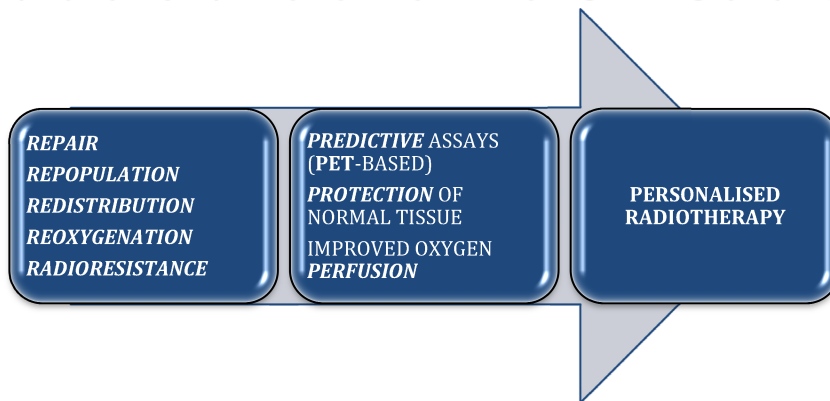 REPAIR
REPOPULATION
REDISTRIBUTION
REOXYGENATION
RADIORESISTANCE
PREDICTIVE ASSAYS
(PET-BASED)
PROTECTION OF
NORMAL TISSUE
IMPROVED OXYGEN
PERFUSION
PERSONALISED
RADIOTHERAPY